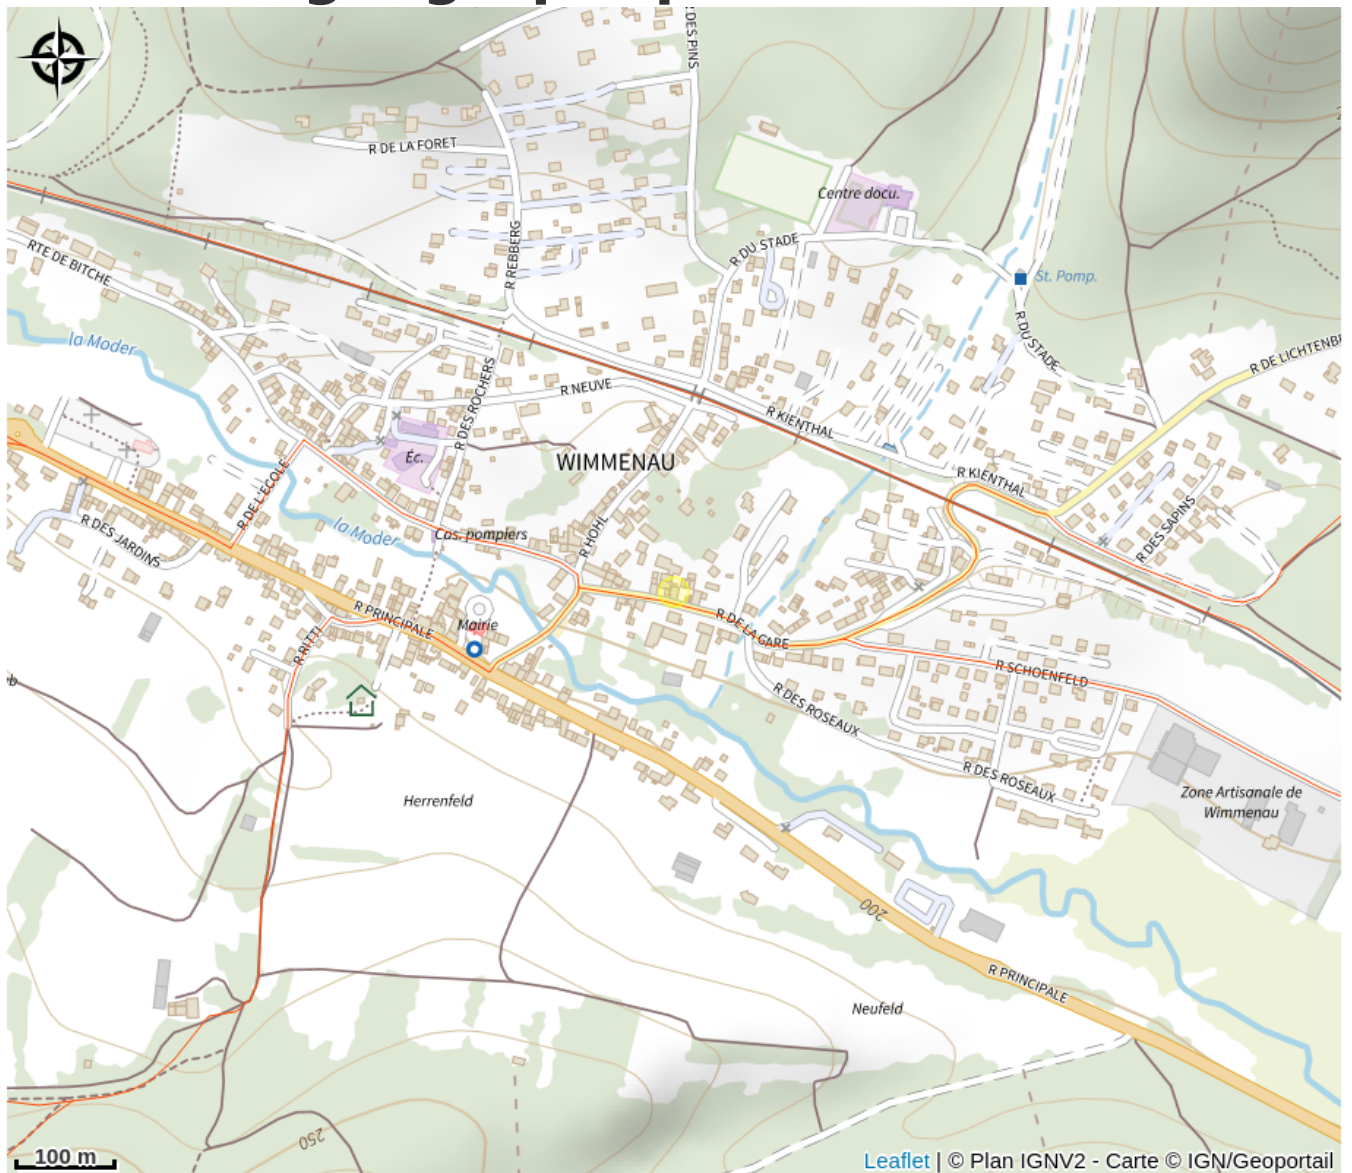 R DES PINS
R DE LA FORET
Centre docu.
R REBBERG
R DU STADE
RTE DE BITCHE
St. Pomp.
la Moder
R DU STADE
R DE LICHTENBE
R NEUVE
R DES ROCHERS
R KIENTHAL
Éc.
WIMMENAU
R KIENTHAL
R DE L'ECOLE
R DES SAPINS
la Moder
Cas. pompiers
R HOHL
R DES JARDINS
R PRINCIPALE
Mairie
R DE LA GARE
R RITTI
R SCHOENFELD
R DES ROSEAUX
R DES ROSEAUX
Herrenfeld
Zone Artisanale de
Wimmenau
200
R PRINCIPALE
Neufeld
250
100 m
Leaflet | © Plan IGNV2 - Carte © IGN/Geoportail